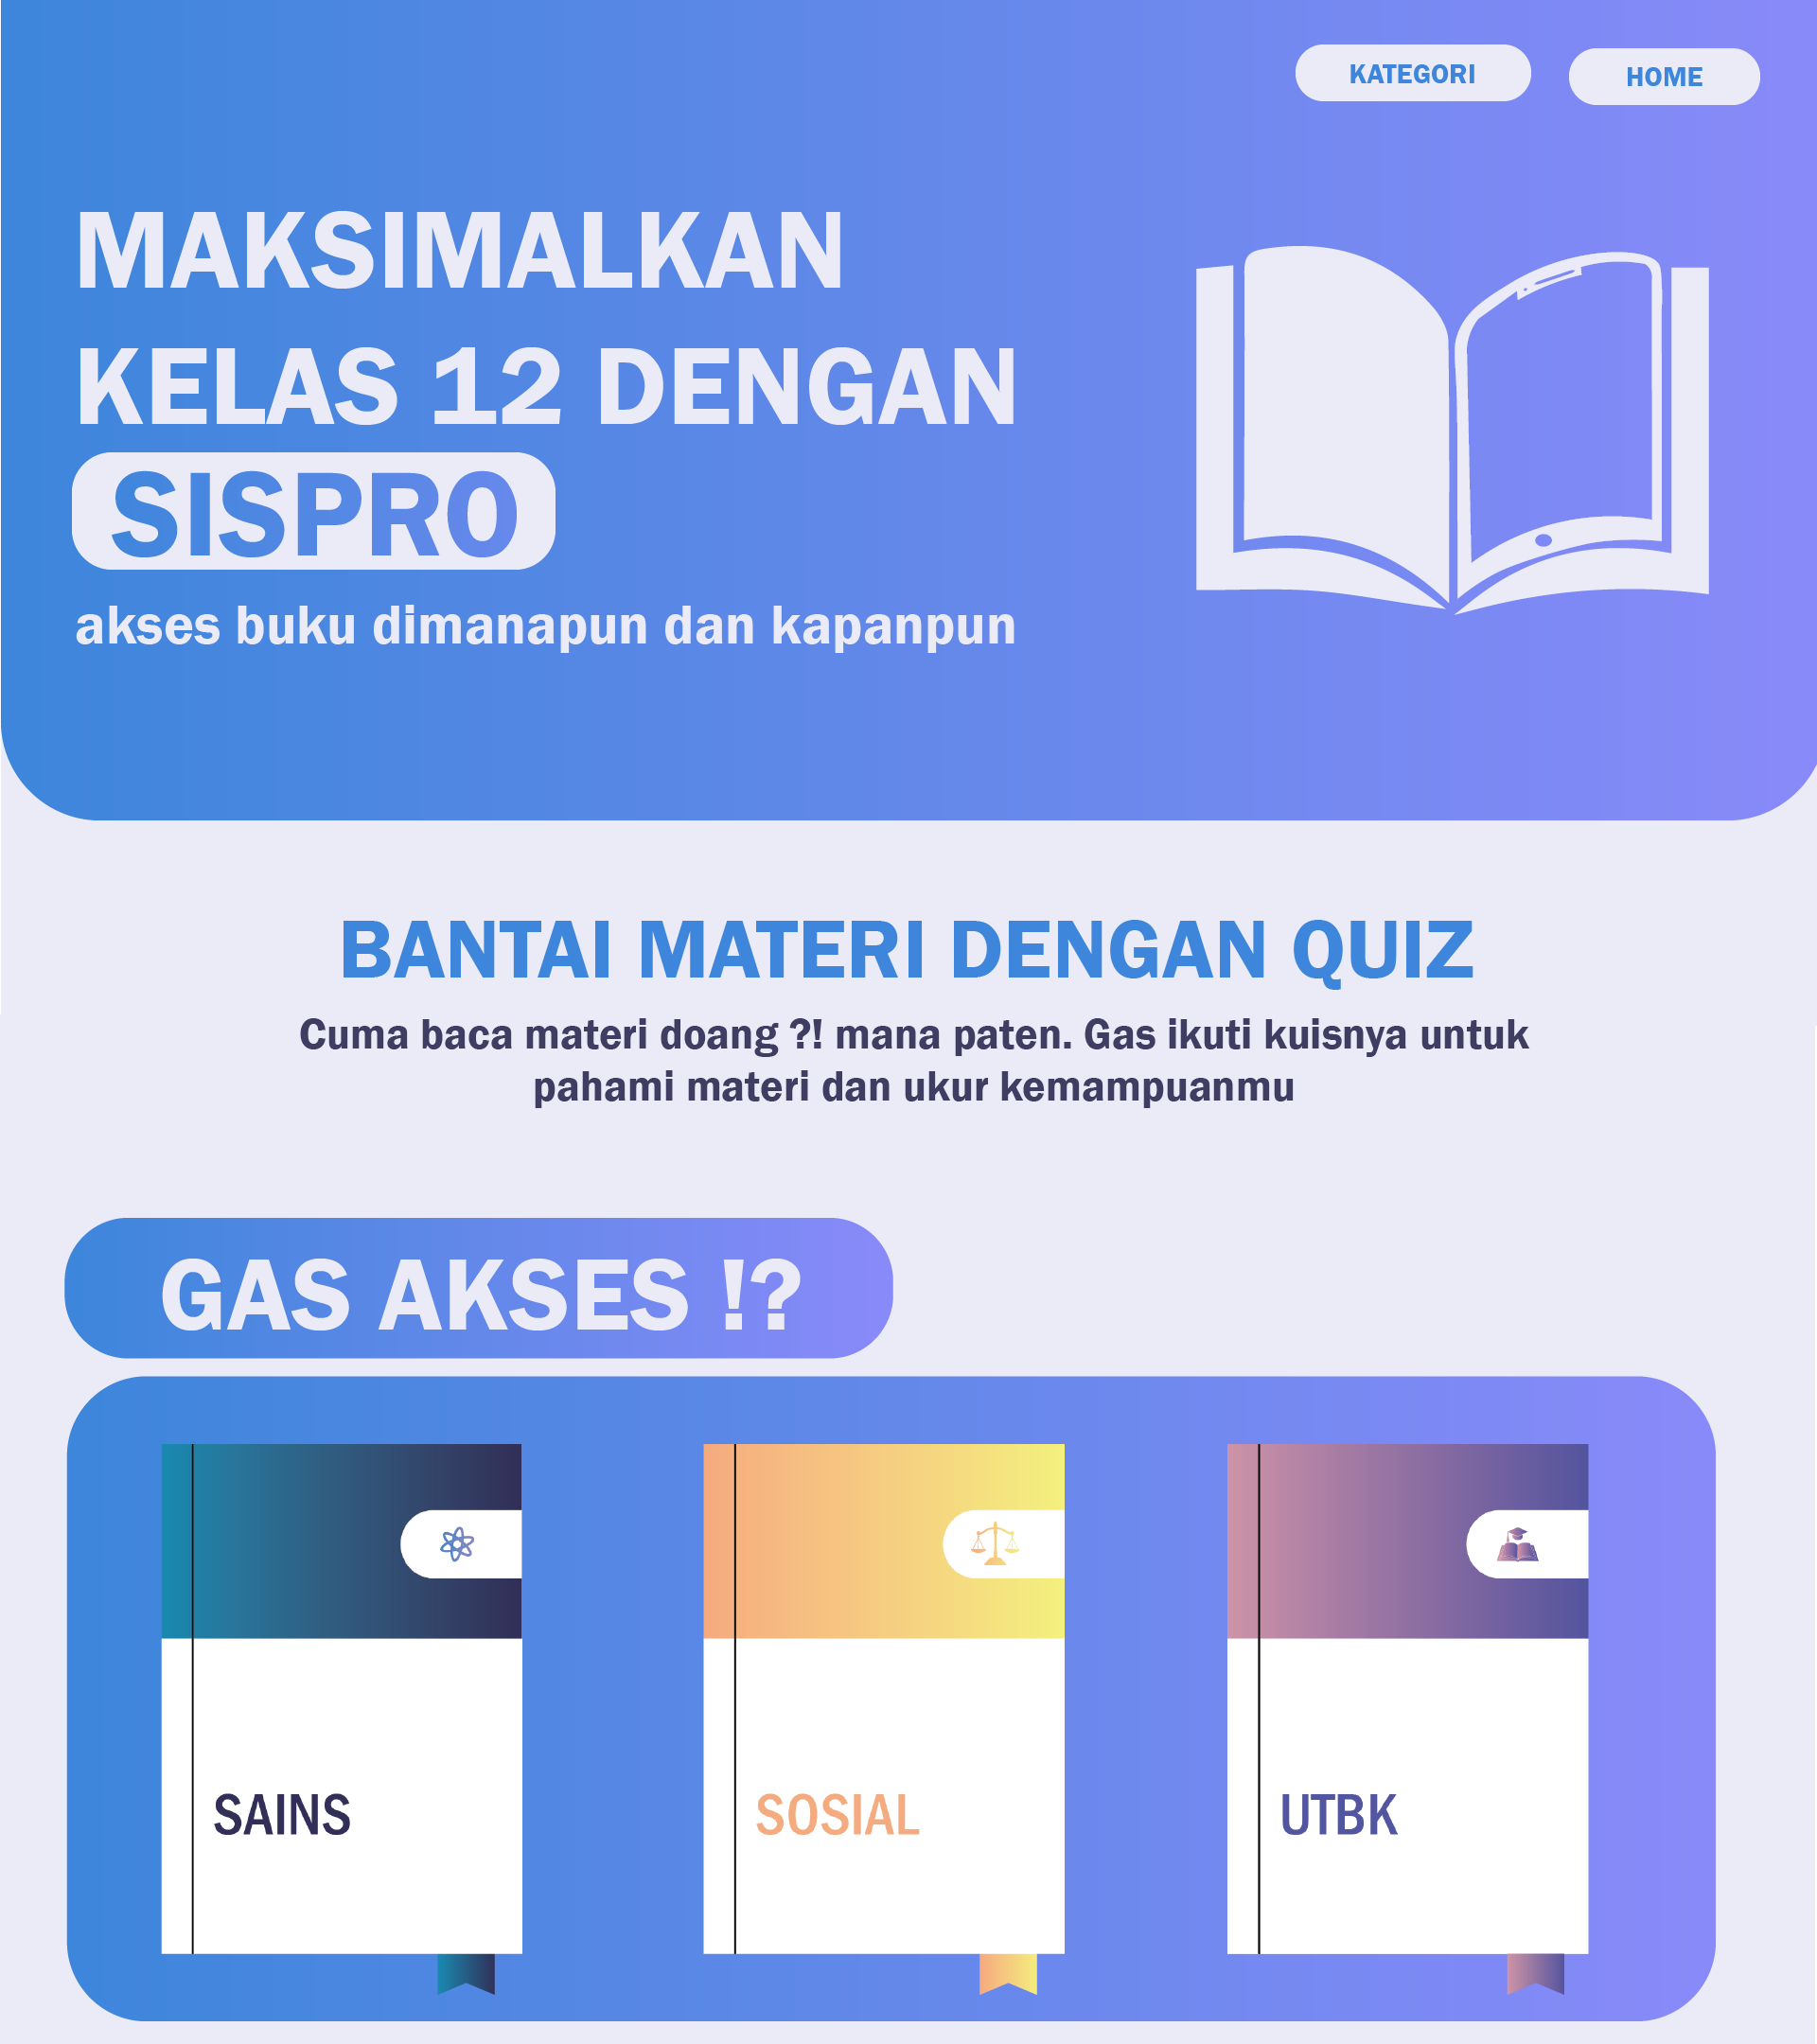 KATEGORI
HOME
MAKSIMALKAN
KELAS 12 DENGAN
SISPRO
akses buku dimanapun dan kapanpun
BANTAI MATERI DENGAN QUIZ
Cuma baca materi doang ?! mana paten. Gas ikuti kuisnya untuk
pahami materi dan ukur kemampuanmu
GAS AKSES !?
SAINS
SOSIAL
UTBK